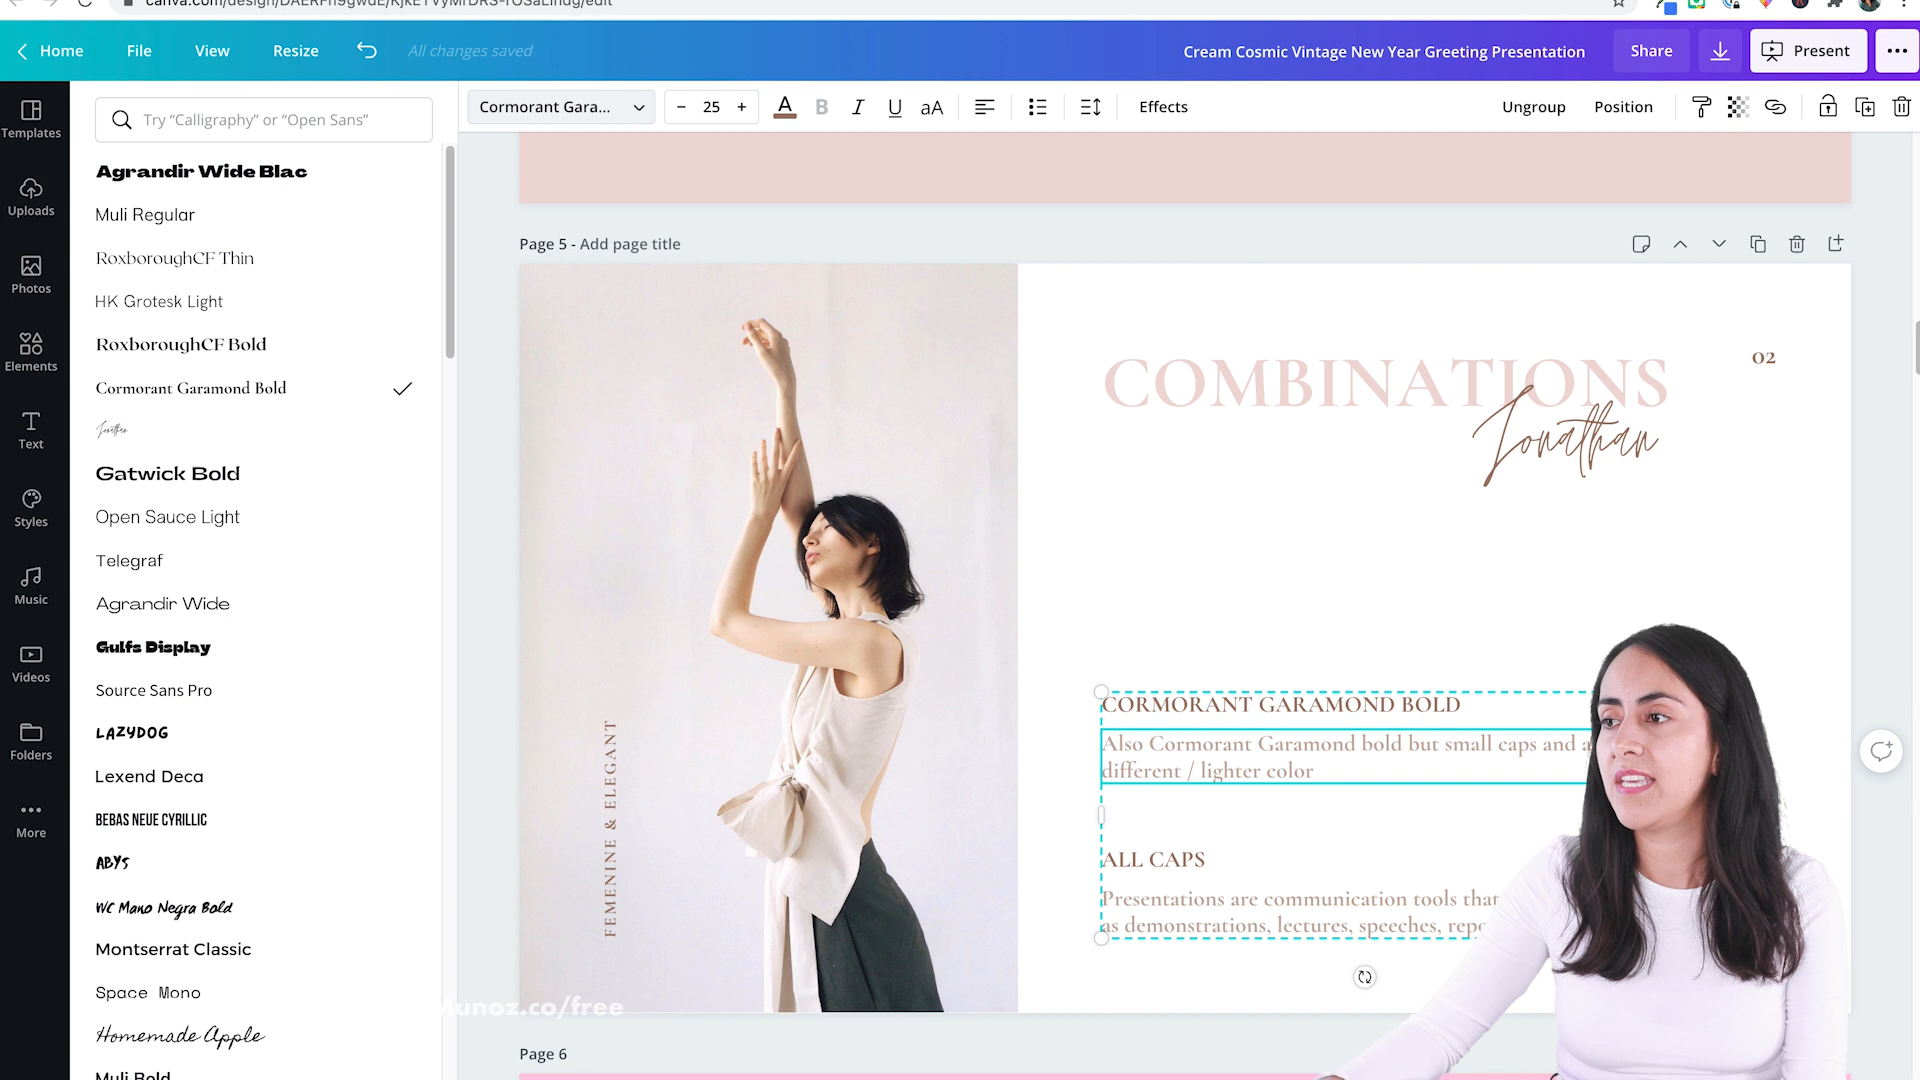 Home
File
View
Resize
All changes saved
Cream Cosmic Vintage New Year Greeting Presentation
Share
Present
Templates
Uploads
Photos
Elements
Text
Styles
Music
Videos
Folders
More
Try “Calligraphy” or “Open Sans”
Agrandir Wide Blac
Muli Regular
RoxboroughCF Thin
HK Grotesk Light
RoxboroughCF Bold
Cormorant Garamond Bold
Jonathan
Gatwick Bold
Open Sauce Light
Telegraf
Agrandir Wide
Gulfs Display
Source Sans Pro
LAZYDOG
Lexend Deca
BEBAS NEUE CYRILLIC
ABYS
WC Mano Negra Bold
Montserrat Classic
Space Mono
Homemade Apple
Muli Bold
Cormorant Gara...
− 25 +
A B I U aA
Effects
Ungroup
Position
Page 5 - Add page title
COMBINATIONS
02
Jonathan
FEMENINE & ELEGANT
CORMORANT GARAMOND BOLD
Also Cormorant Garamond bold but small caps and a
different / lighter color
ALL CAPS
Presentations are communication tools that
as demonstrations, lectures, speeches,
unoz.co/free
Page 6